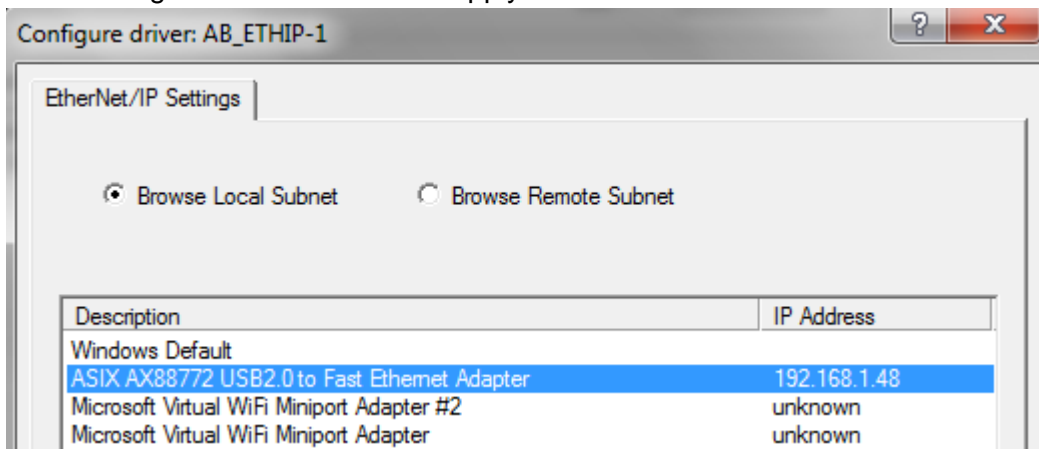 Configure driver: AB_ETHIP-1
EtherNet/IP Settings
Browse Local Subnet Browse Remote Subnet
Description IP Address
Windows Default
ASIX AX88772 USB2.0 to Fast Ethernet Adapter 192.168.1.48
Microsoft Virtual WiFi Miniport Adapter #2 unknown
Microsoft Virtual WiFi Miniport Adapter unknown